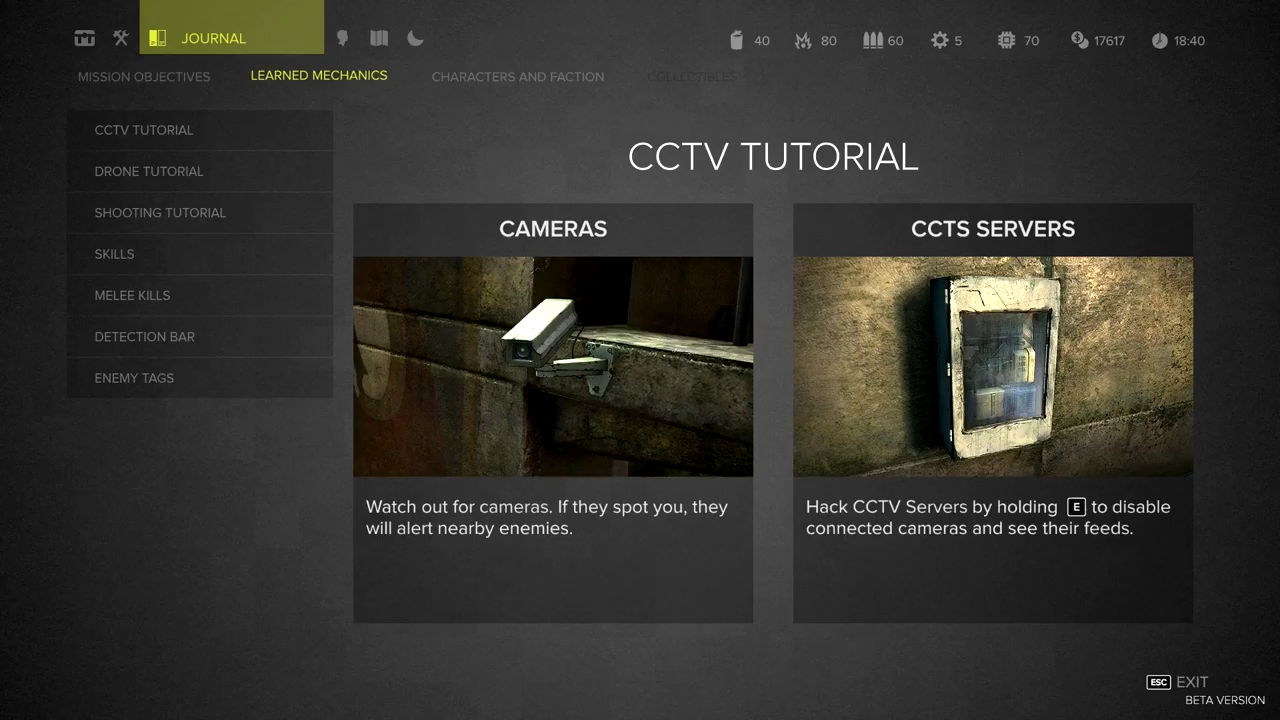 JOURNAL
40
80
60
5
70
17617
18:40
MISSION OBJECTIVES
LEARNED MECHANICS
CHARACTERS AND FACTION
COLLECTIBLES
CCTV TUTORIAL
DRONE TUTORIAL
SHOOTING TUTORIAL
SKILLS
MELEE KILLS
DETECTION BAR
ENEMY TAGS
CCTV TUTORIAL
CAMERAS
Watch out for cameras. If they spot you, they
will alert nearby enemies.
CCTS SERVERS
Hack CCTV Servers by holding E to disable
connected cameras and see their feeds.
ESC EXIT
BETA VERSION